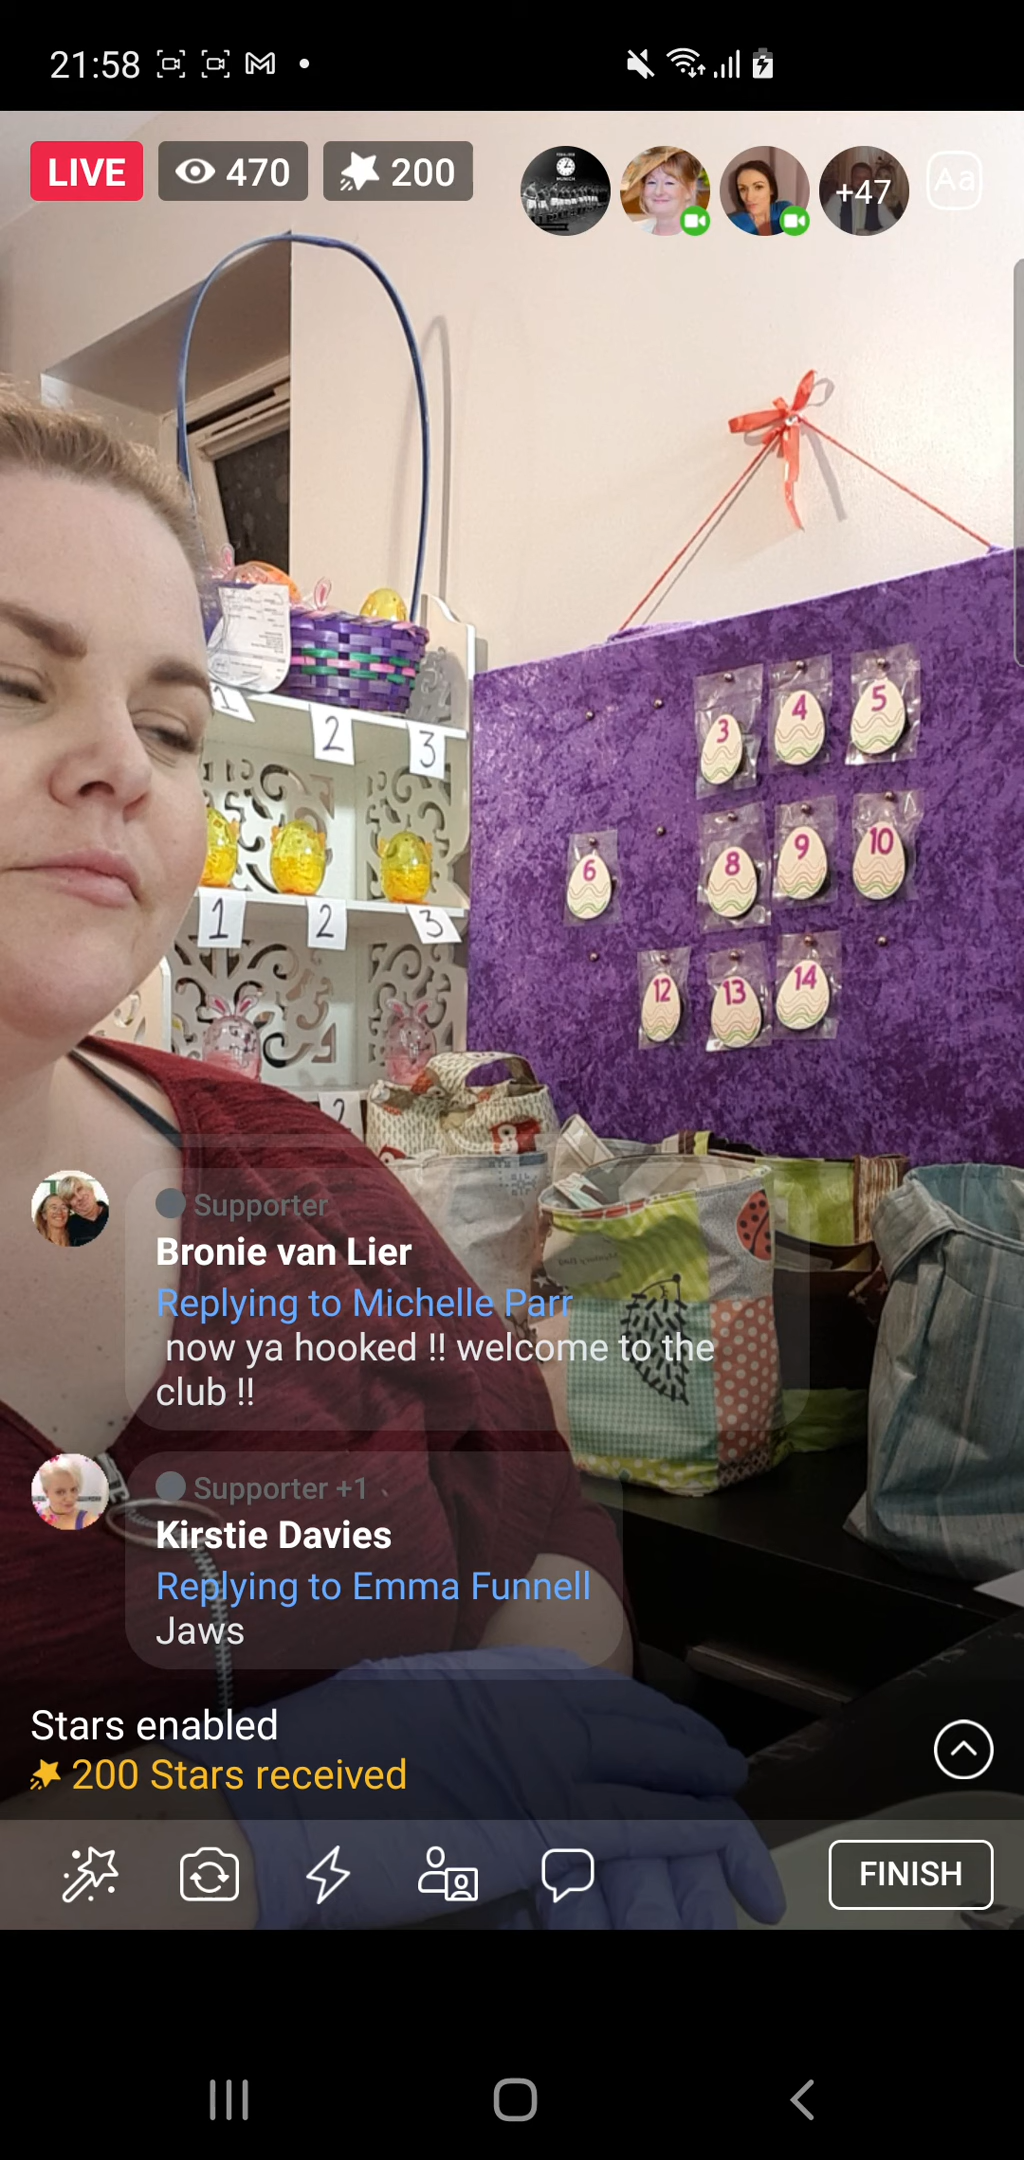 21:58
LIVE
470
200
+47
Aa
3
4
5
6
8
9
10
12
13
14
1
2
3
1
2
3
2
Supporter
Bronie van Lier
Replying to Michelle Parr
now ya hooked !! welcome to the
club !!
Supporter +1
Kirstie Davies
Replying to Emma Funnell
Jaws
Stars enabled
200 Stars received
FINISH